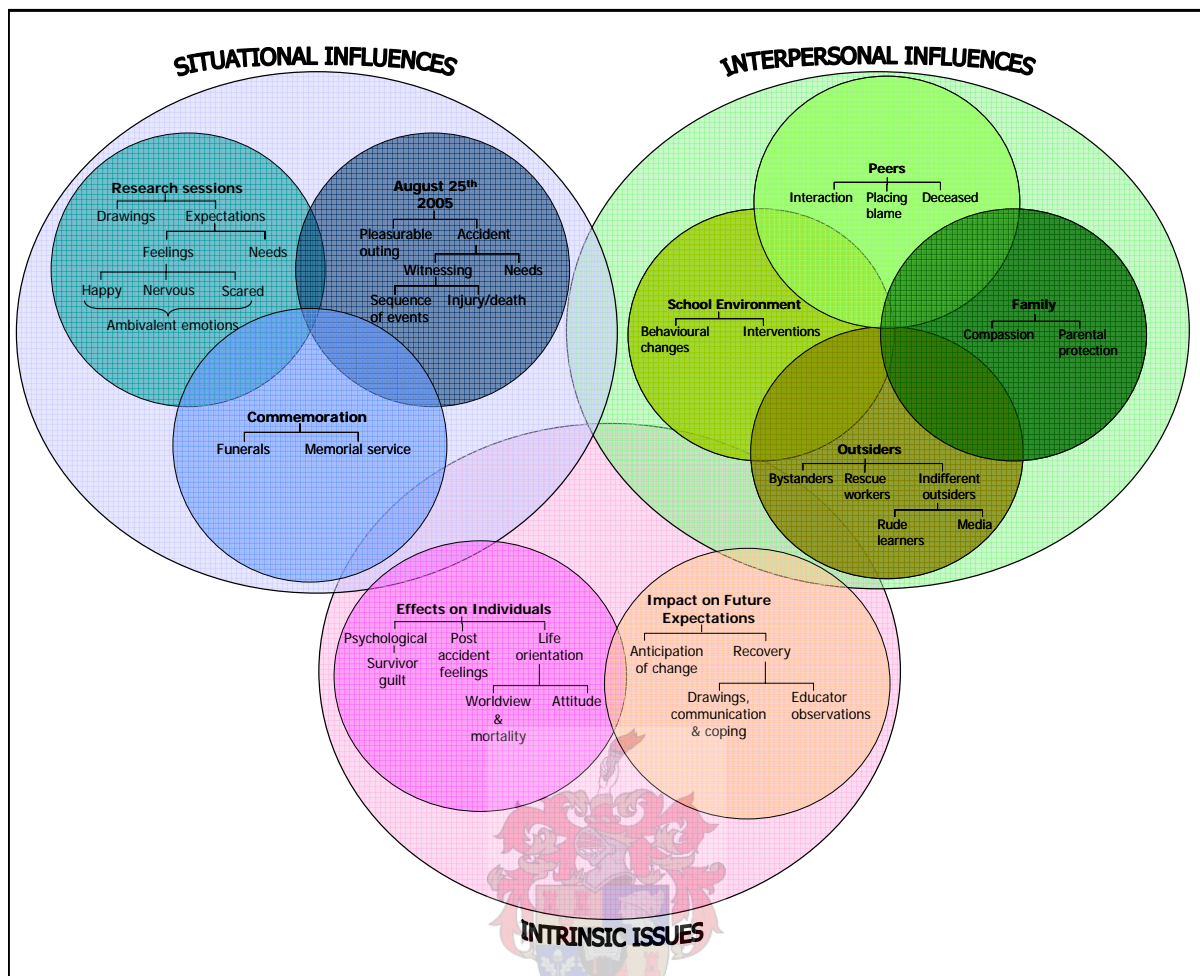 SITUATIONAL INFLUENCES
Research sessions
Drawings Expectations
Feelings Needs
Happy Nervous Scared
Ambivalent emotions
August 25th
2005
Pleasurable Accident
outing
Witnessing Needs
Sequence Injury/death
of events
Commemoration
Funerals Memorial service
INTERPERSONAL INFLUENCES
Peers
Interaction Placing Deceased
blame
School Environment
Behavioural Interventions
changes
Family
Compassion Parental
protection
Outsiders
Bystanders Rescue Indifferent
workers outsiders
Rude Media
learners
Effects on Individuals
Psychological Post Life
accident orientation
Survivor feelings
guilt
Worldview Attitude
&
mortality
Impact on Future
Expectations
Anticipation Recovery
of change
Drawings, Educator
communication observations
& coping
INTRINSIC ISSUES